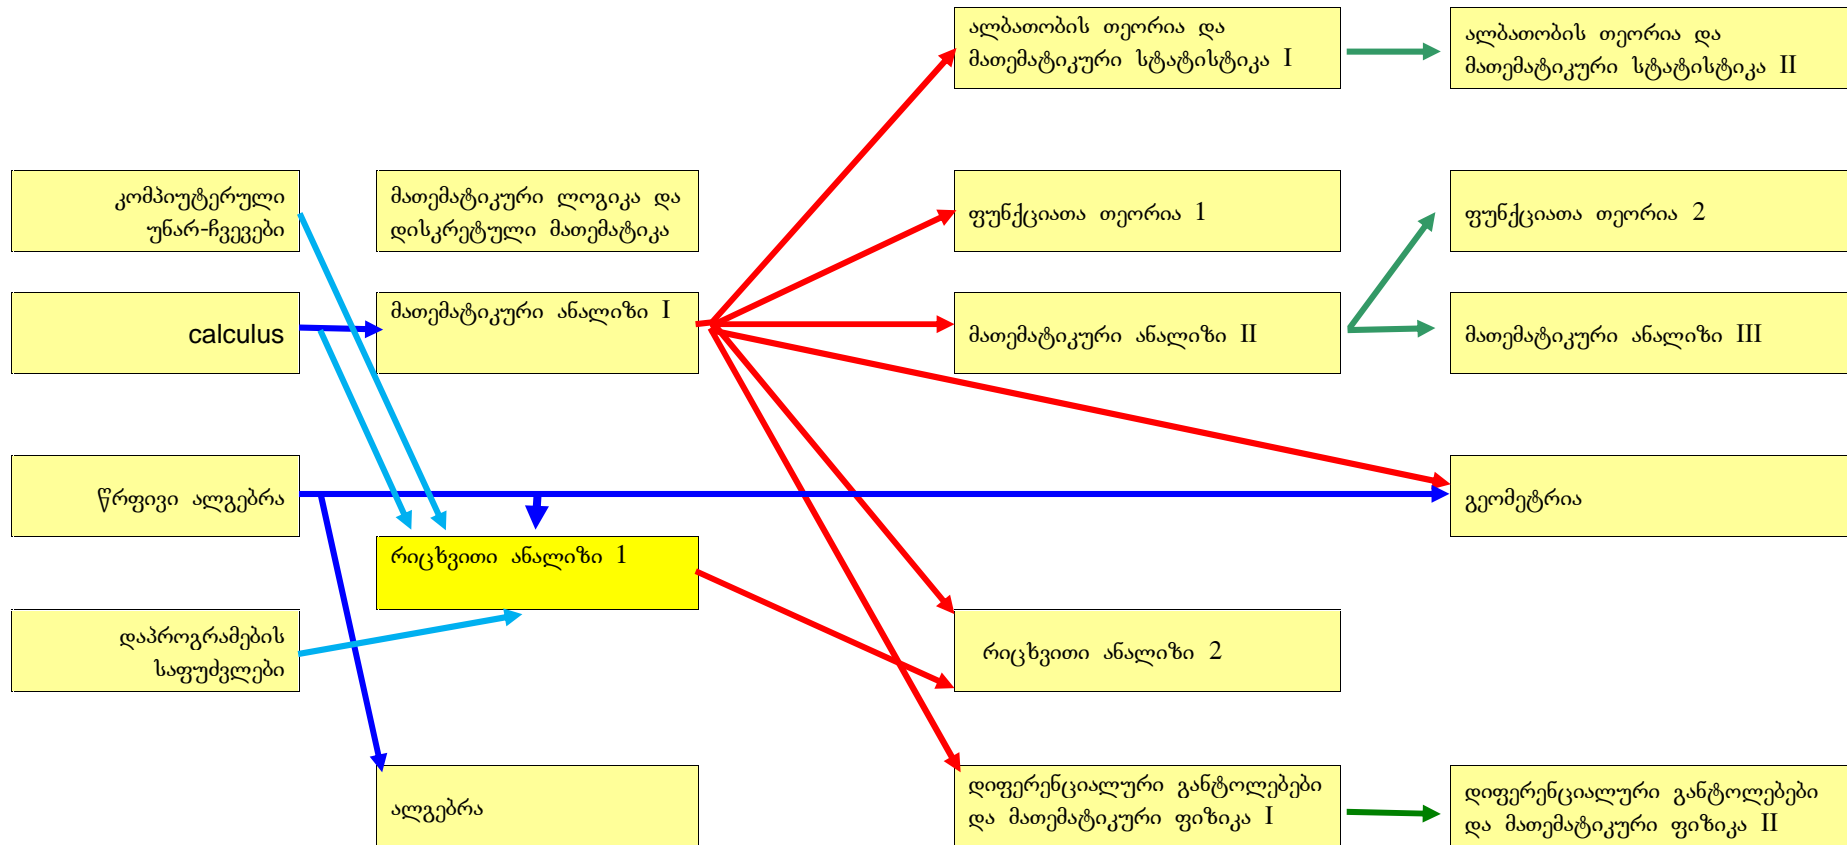 ალბათობის თეორია და
მათემატიკური სტატისტიკა I
ალბათობის თეორია და
მათემატიკური სტატისტიკა II
კომპიუტერული
უნარ-ჩვევები
მათემატიკური ლოგიკა და
დისკრეტული მათემატიკა
ფუნქციათა თეორია 1
ფუნქციათა თეორია 2
calculus
მათემატიკური ანალიზი I
მათემატიკური ანალიზი II
მათემატიკური ანალიზი III
წრფივი ალგებრა
გეომეტრია
რიცხვითი ანალიზი 1
დაპროგრამების
საფუძვლები
რიცხვითი ანალიზი 2
ალგებრა
დიფერენციალური განტოლებები
და მათემატიკური ფიზიკა I
დიფერენციალური განტოლებები
და მათემატიკური ფიზიკა II